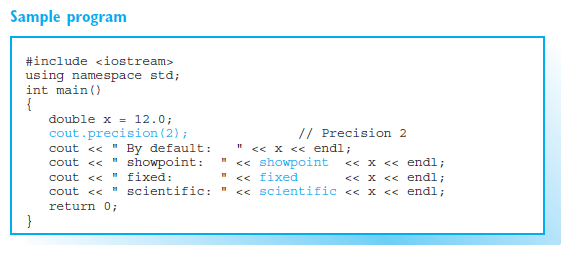 Sample program
#include <iostream>
using namespace std;
int main()
{
   double x = 12.0;
   cout.precision(2);              // Precision 2
   cout << " By default:   " << x << endl;
   cout << " showpoint:  " << showpoint  << x << endl;
   cout << " fixed:      " << fixed      << x << endl;
   cout << " scientific: " << scientific << x << endl;
   return 0;
}